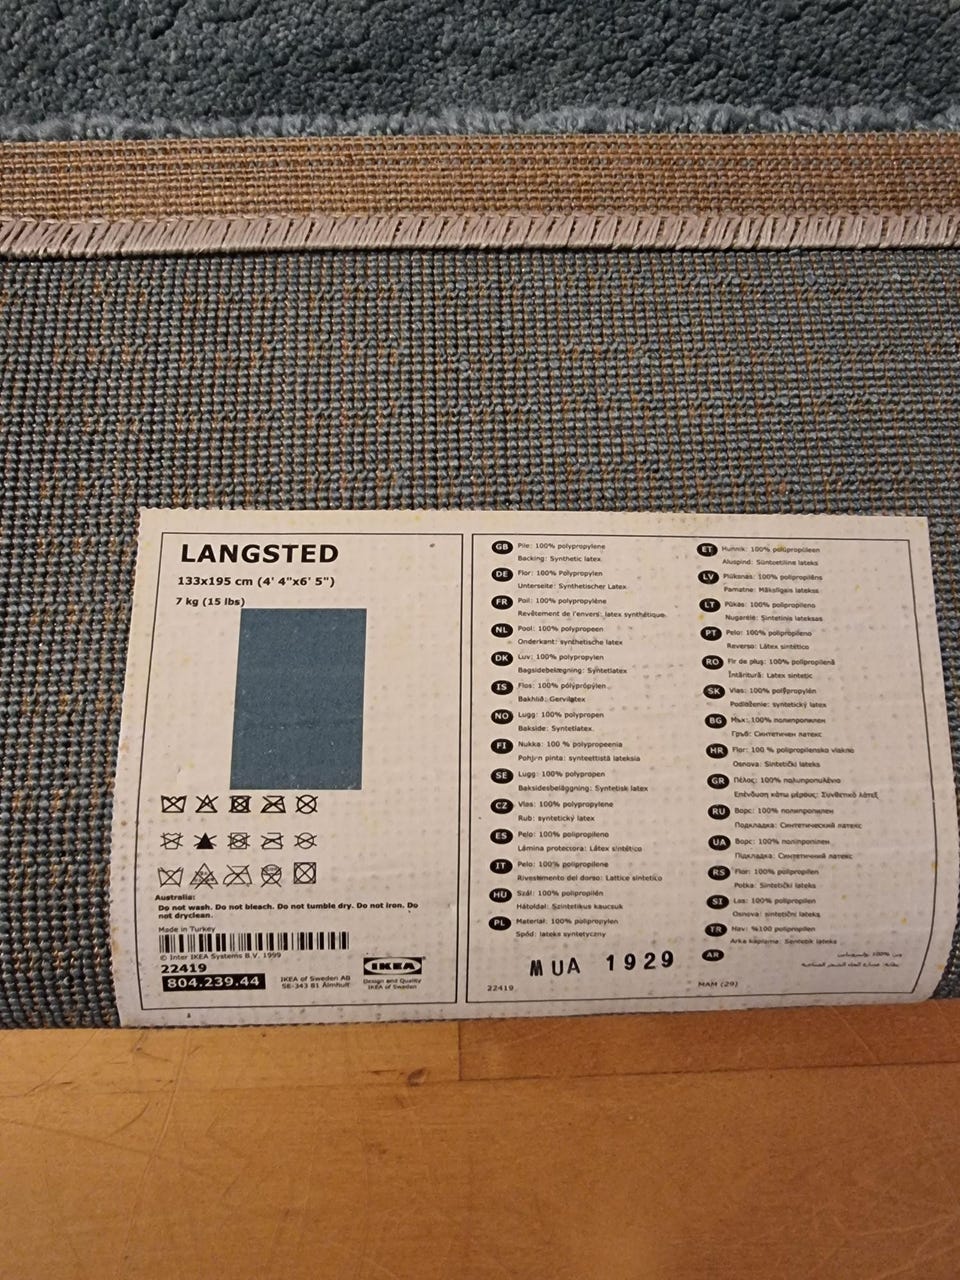 LANGSTED
133x195 cm (4' 4"x6' 5")
7 kg (15 lbs)
Australia:
Do not wash. Do not bleach. Do not tumble dry. Do not iron. Do
not dryclean.
Made in Turkey
© Inter IKEA Systems B.V. 1999
22419
804.239.44
IKEA of Sweden AB
SE-343 81 Älmhult
IKEA
Design and Quality
IKEA of Sweden
GB Pile: 100% polypropylene
Backing: Synthetic latex
DE Flor: 100% Polypropylen
Unterseite: Synthetischer Latex
FR Poil: 100% polypropylène
Revêtement de l'envers: latex synthétique
NL Pool: 100% polypropeen
Onderkant: synthetische latex
DK Luv: 100% polypropylen
Bagsidebelægning: Syntetlatex
IS Flos: 100% pólýprópýlen
Bakhlið: Gervilatex
NO Lugg: 100% polypropen
Bakside: Syntetlatex
FI Nukka: 100 % polypropeenia
Pohjan pinta: synteettistä lateksia
SE Lugg: 100% polypropen
Baksidesbeläggning: Syntetisk latex
CZ Vlas: 100% polypropylene
Rub: syntetický latex
ES Pelo: 100% polipropileno
Lámina protectora: Látex sintético
IT Pelo: 100% polipropilene
Rivestimento del dorso: Lattice sintetico
HU Szál: 100% polipropilén
Hátoldal: Szintetikus kaucsuk
PL Materiał: 100% polipropylen
Spód: lateks syntetyczny
22419
MUA 1929
ET Hunnik: 100% polüpropüleen
Aluspind: Süntoetiline lateks
LV Plūksnas: 100% polipropilēns
Pamatne: Mākslīgais latekss
LT Pūkas: 100% polipropileno
Nugarėlė: Sintetinis lateksas
PT Pelo: 100% polipropileno
Reverso: Látex sintético
RO Fir de pluş: 100% polipropilenă
Întăritură: Latex sintetic
SK Vlas: 100% polypropylén
Podloženie: syntetický latex
BG Мъх: 100% полипропилен
Гръб: Синтетичен латекс
HR Flor: 100 % polipropilensko vlakno
Osnova: Sintetički lateks
GR Πέλος: 100% πολυπροπυλένιο
Επένδυση κάτω μέρους: Συνθετικό λάτεξ
RU Ворс: 100% полипропилен
Подкладка: Синтетический латекс
UA Ворс: 100% поліпропілен
Підкладка: Синтетичний латекс
RS Flor: 100% polipropilen
Potka: Sintetički lateks
SI Las: 100% polipropilen
Osnova: sintetični lateks
TR Hav: %100 polipropilen
Arka kaplama: Sentetik lateks
AR
MAM (29)